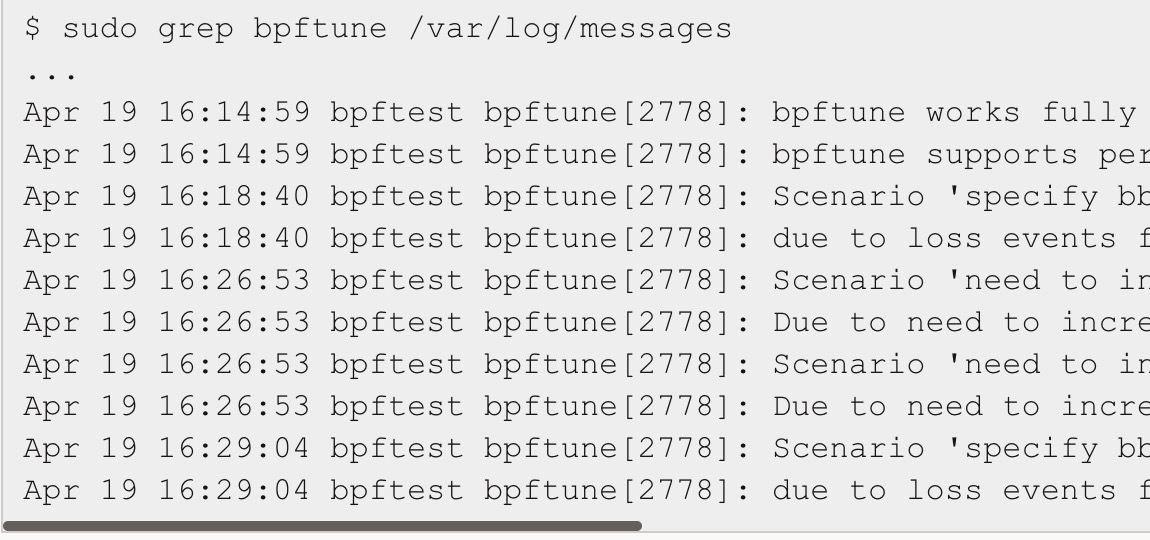 $ sudo grep bpftune /var/log/messages
...
Apr 19 16:14:59 bpftest bpftune[2778]: bpftune works fully
Apr 19 16:14:59 bpftest bpftune[2778]: bpftune supports per
Apr 19 16:18:40 bpftest bpftune[2778]: Scenario 'specify bb
Apr 19 16:18:40 bpftest bpftune[2778]: due to loss events f
Apr 19 16:26:53 bpftest bpftune[2778]: Scenario 'need to in
Apr 19 16:26:53 bpftest bpftune[2778]: Due to need to incre
Apr 19 16:26:53 bpftest bpftune[2778]: Scenario 'need to in
Apr 19 16:26:53 bpftest bpftune[2778]: Due to need to incre
Apr 19 16:29:04 bpftest bpftune[2778]: Scenario 'specify bb
Apr 19 16:29:04 bpftest bpftune[2778]: due to loss events f